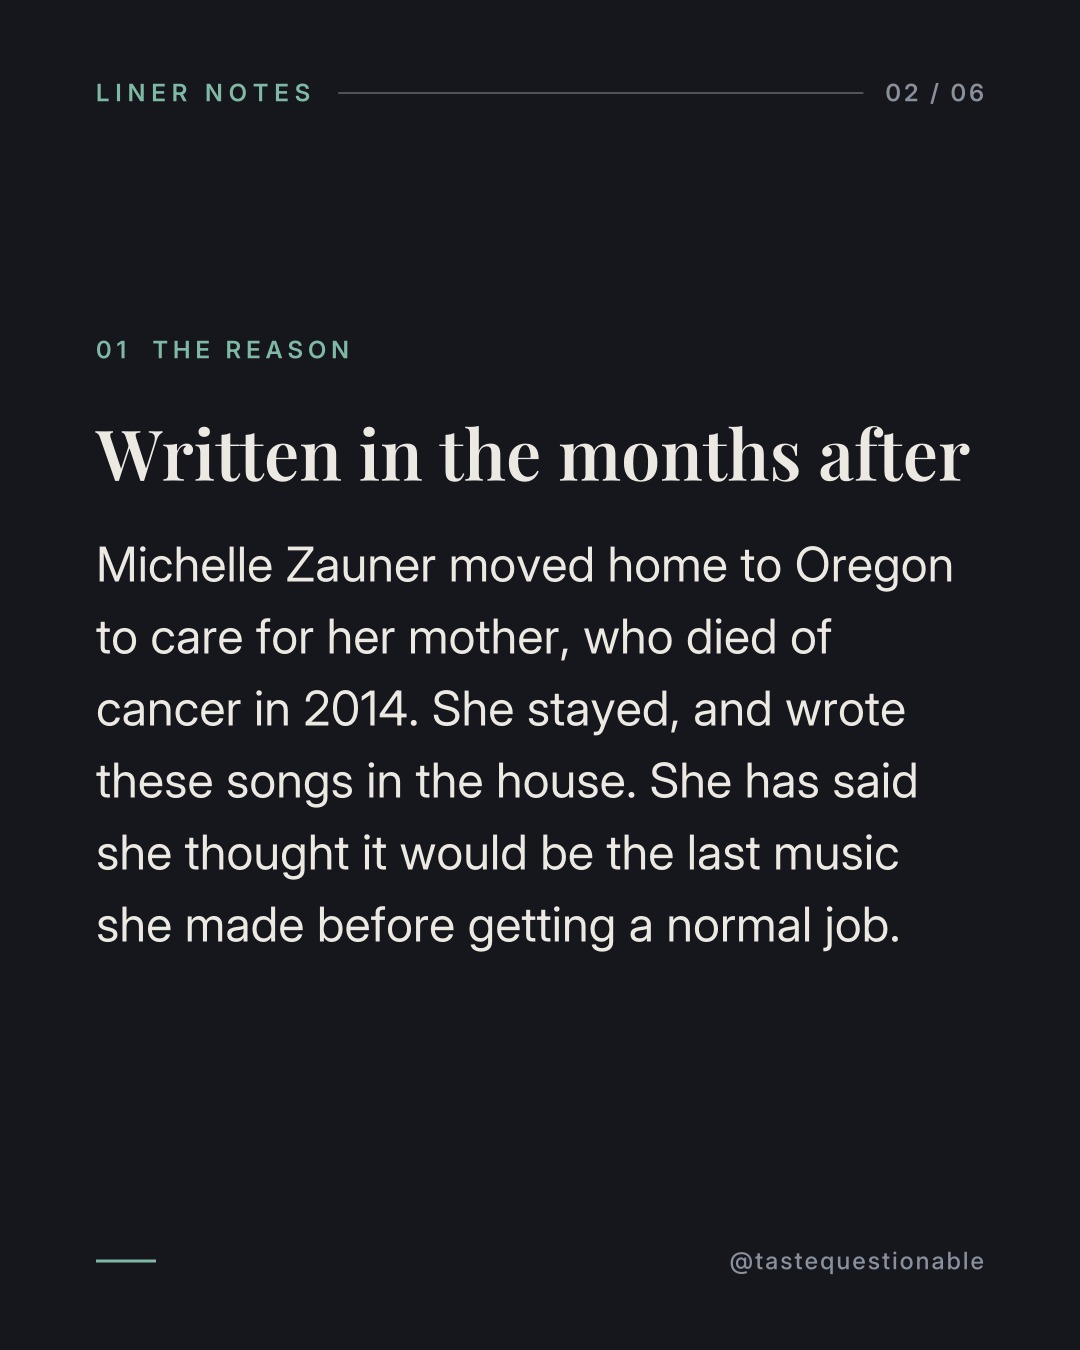 LINER NOTES 02 / 06
01 THE REASON
Written in the months after
Michelle Zauner moved home to Oregon
to care for her mother, who died of
cancer in 2014. She stayed, and wrote
these songs in the house. She has said
she thought it would be the last music
she made before getting a normal job.
@tastequestionable